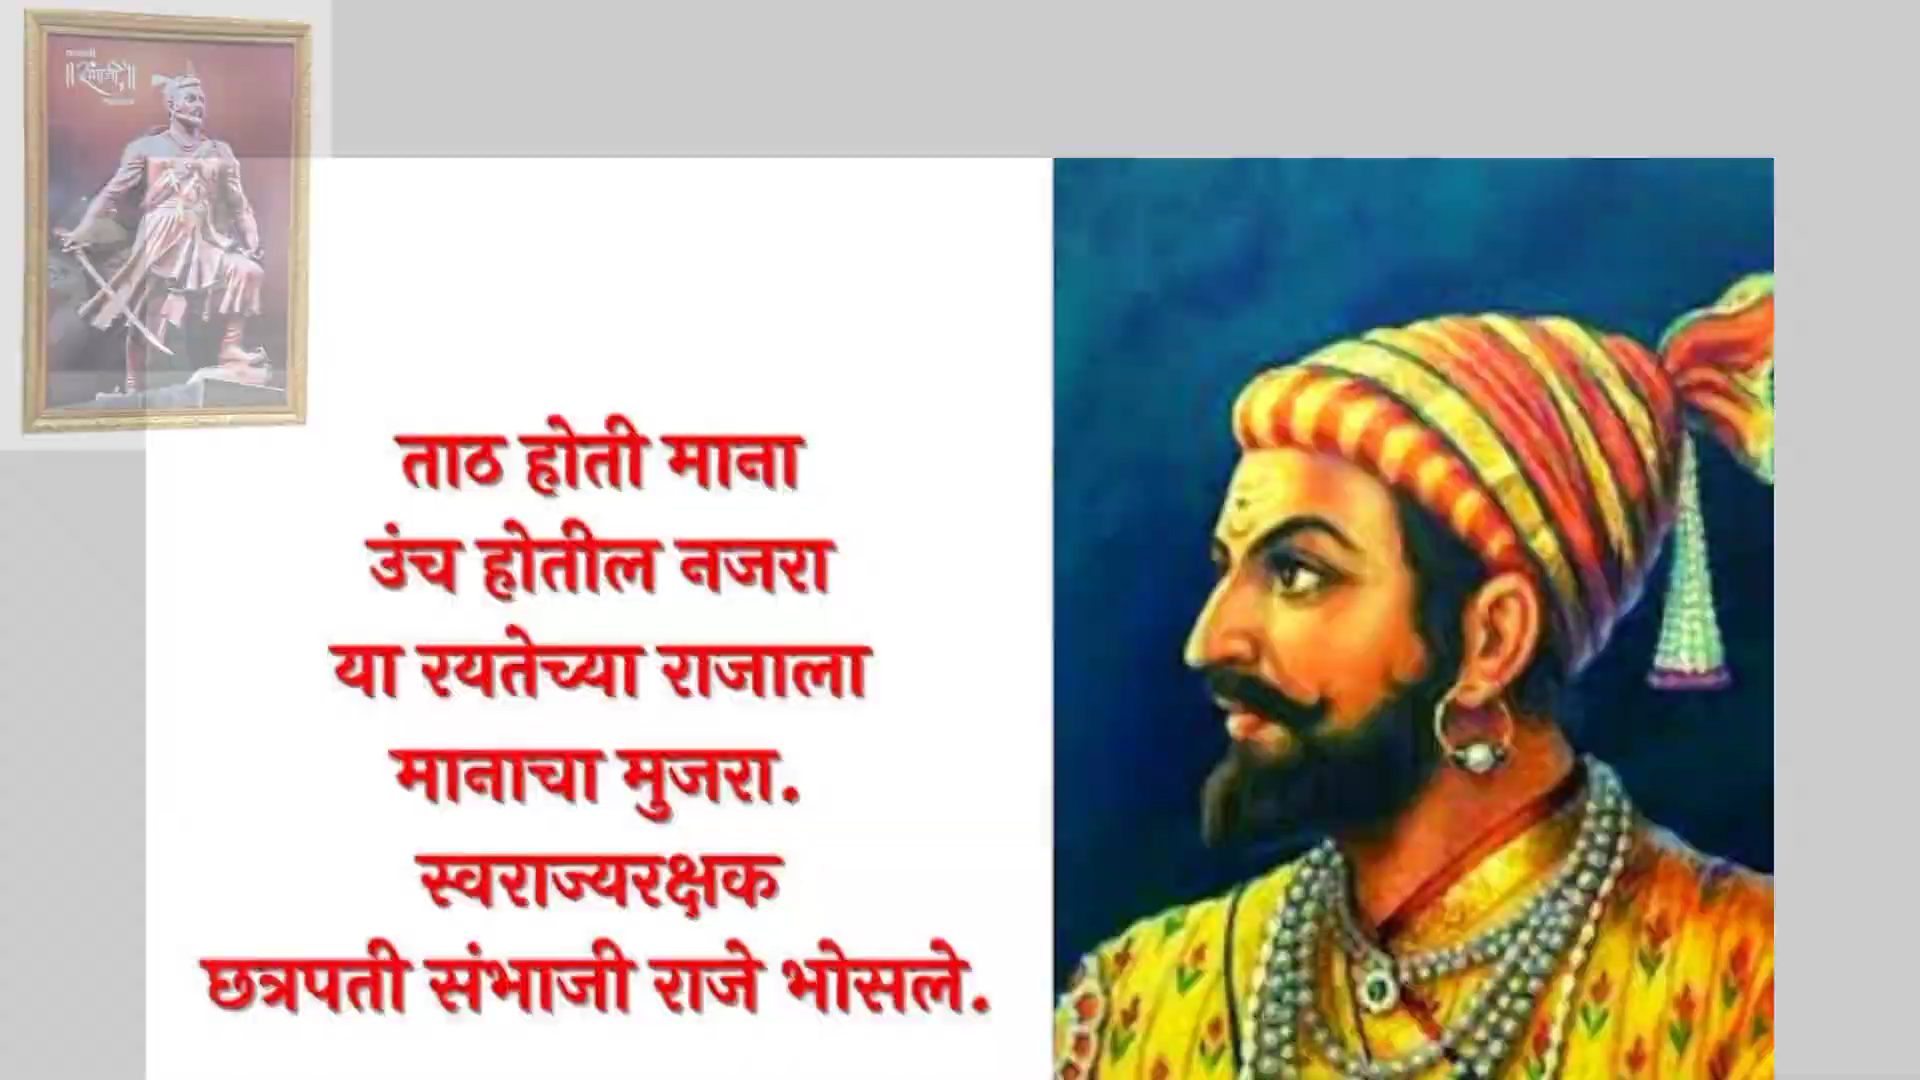 ॥ संभाजी ॥
ताठ होती माना
उंच होतील नजरा
या रयतेच्या राजाला
मानाचा मुजरा.
स्वराज्यरक्षक
छत्रपती संभाजी राजे भोसले.